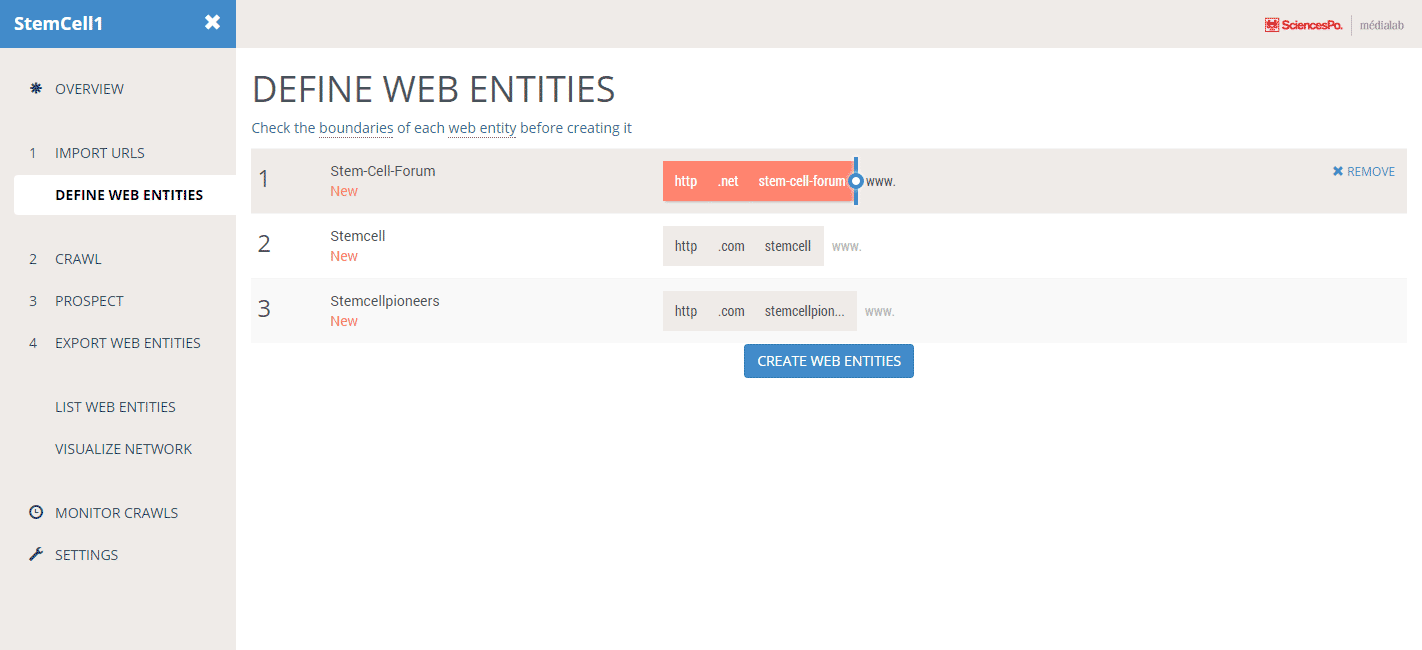 StemCell1
SciencesPo. médialab
OVERVIEW
1 IMPORT URLS
DEFINE WEB ENTITIES
2 CRAWL
3 PROSPECT
4 EXPORT WEB ENTITIES
LIST WEB ENTITIES
VISUALIZE NETWORK
MONITOR CRAWLS
SETTINGS
DEFINE WEB ENTITIES
Check the boundaries of each web entity before creating it
1 Stem-Cell-Forum http .net stem-cell-forum www. REMOVE
New
2 Stemcell http .com stemcell www.
New
3 Stemcellpioneers http .com stemcellpion... www.
New
CREATE WEB ENTITIES